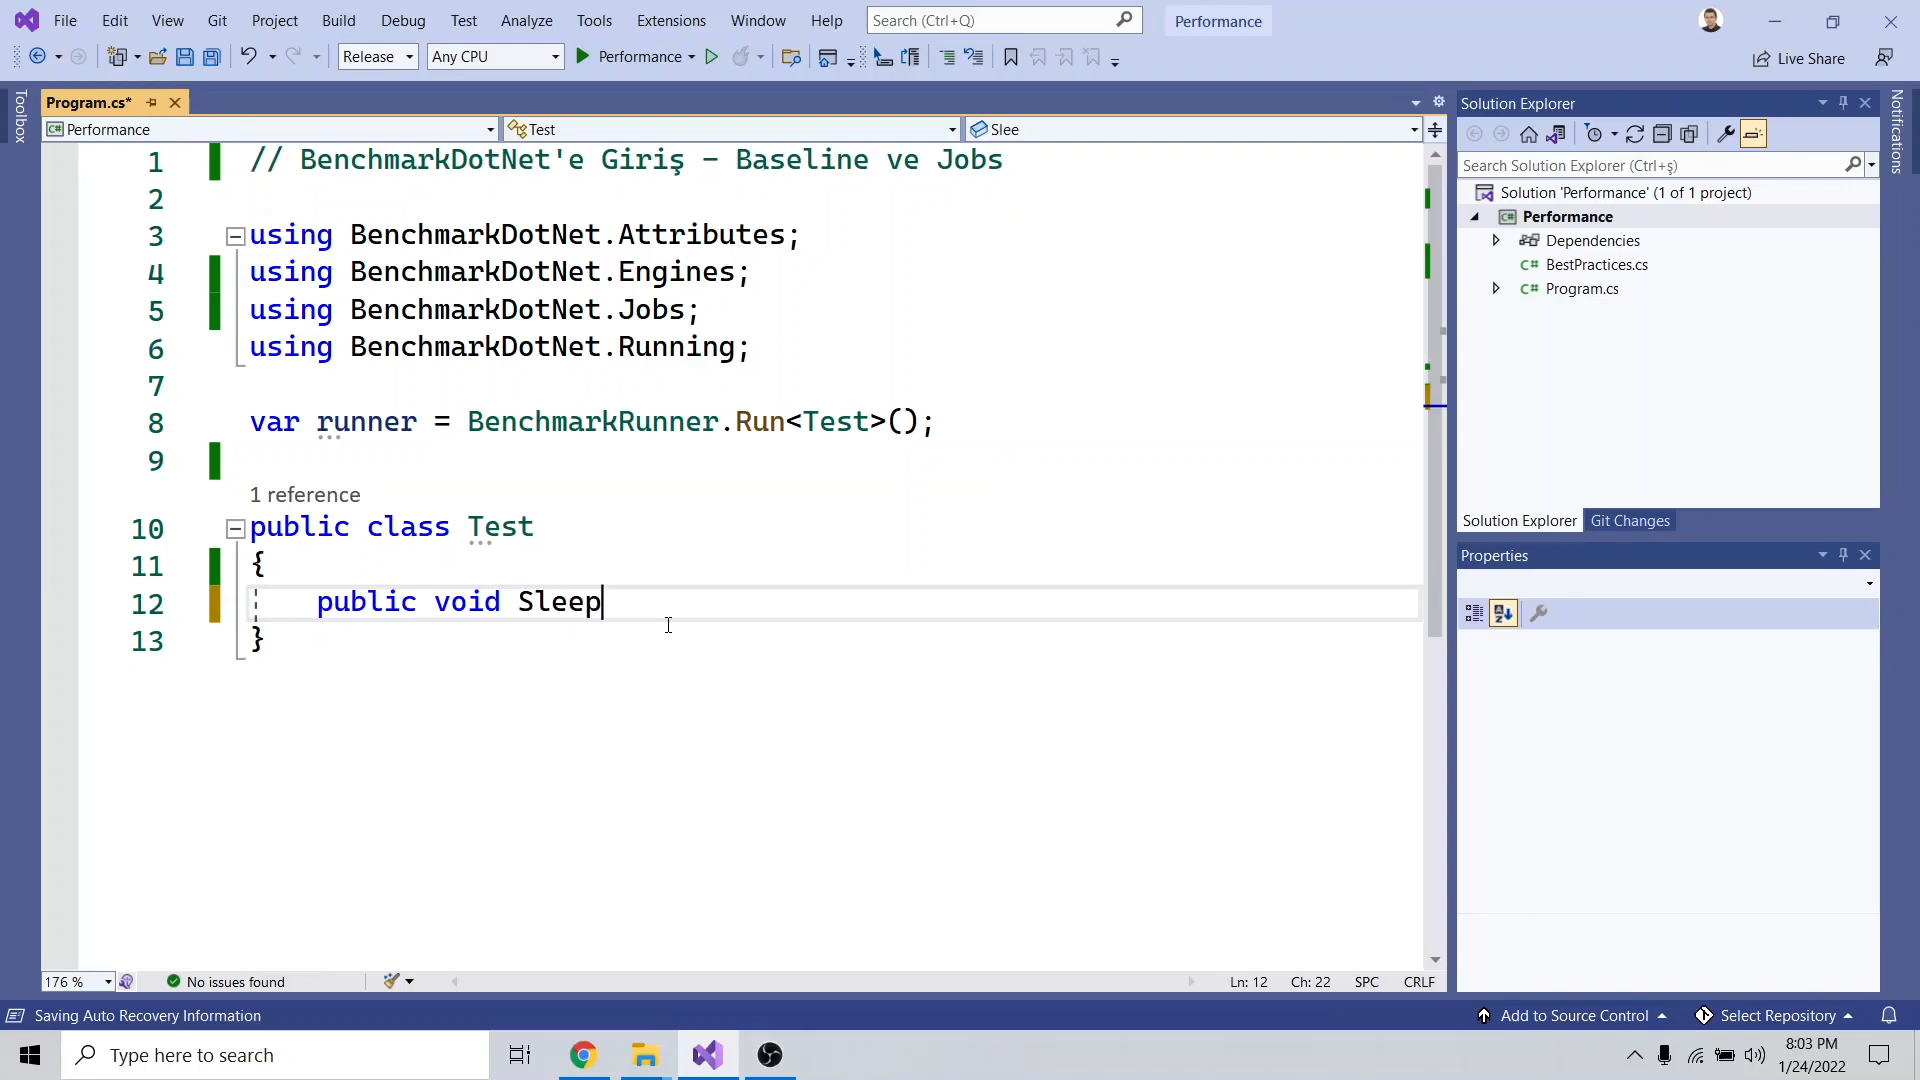 File Edit View Git Project Build Debug Test Analyze Tools Extensions Window Help Search (Ctrl+Q) Performance
Release Any CPU Performance Live Share
Toolbox
Program.cs*
Performance Test Slee
1 // BenchmarkDotNet'e Giriş - Baseline ve Jobs
2
3 using BenchmarkDotNet.Attributes;
4 using BenchmarkDotNet.Engines;
5 using BenchmarkDotNet.Jobs;
6 using BenchmarkDotNet.Running;
7
8 var runner = BenchmarkRunner.Run<Test>();
9
1 reference
10 public class Test
11 {
12 public void Sleep
13 }
176 % No issues found Ln: 12 Ch: 22 SPC CRLF
Solution Explorer
Search Solution Explorer (Ctrl+ş)
Solution 'Performance' (1 of 1 project)
C# Performance
Dependencies
C# BestPractices.cs
C# Program.cs
Solution Explorer Git Changes
Properties
Notifications
Saving Auto Recovery Information Add to Source Control Select Repository
Type here to search
8:03 PM
1/24/2022